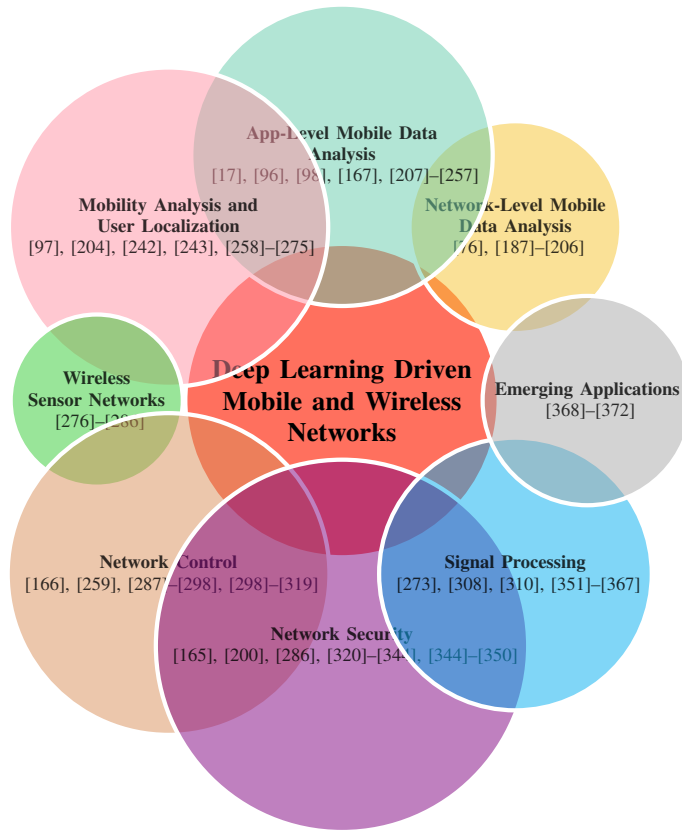 App-Level Mobile Data
Analysis
[17], [96], [98], [167], [207]–[257]
Mobility Analysis and
User Localization
[97], [204], [242], [243], [258]–[275]
Network-Level Mobile
Data Analysis
[76], [187]–[206]
Wireless
Sensor Networks
[276]–[286]
Deep Learning Driven
Mobile and Wireless
Networks
Emerging Applications
[368]–[372]
Network Control
[166], [259], [287]–[298], [298]–[319]
Signal Processing
[273], [308], [310], [351]–[367]
Network Security
[165], [200], [286], [320]–[344], [344]–[350]